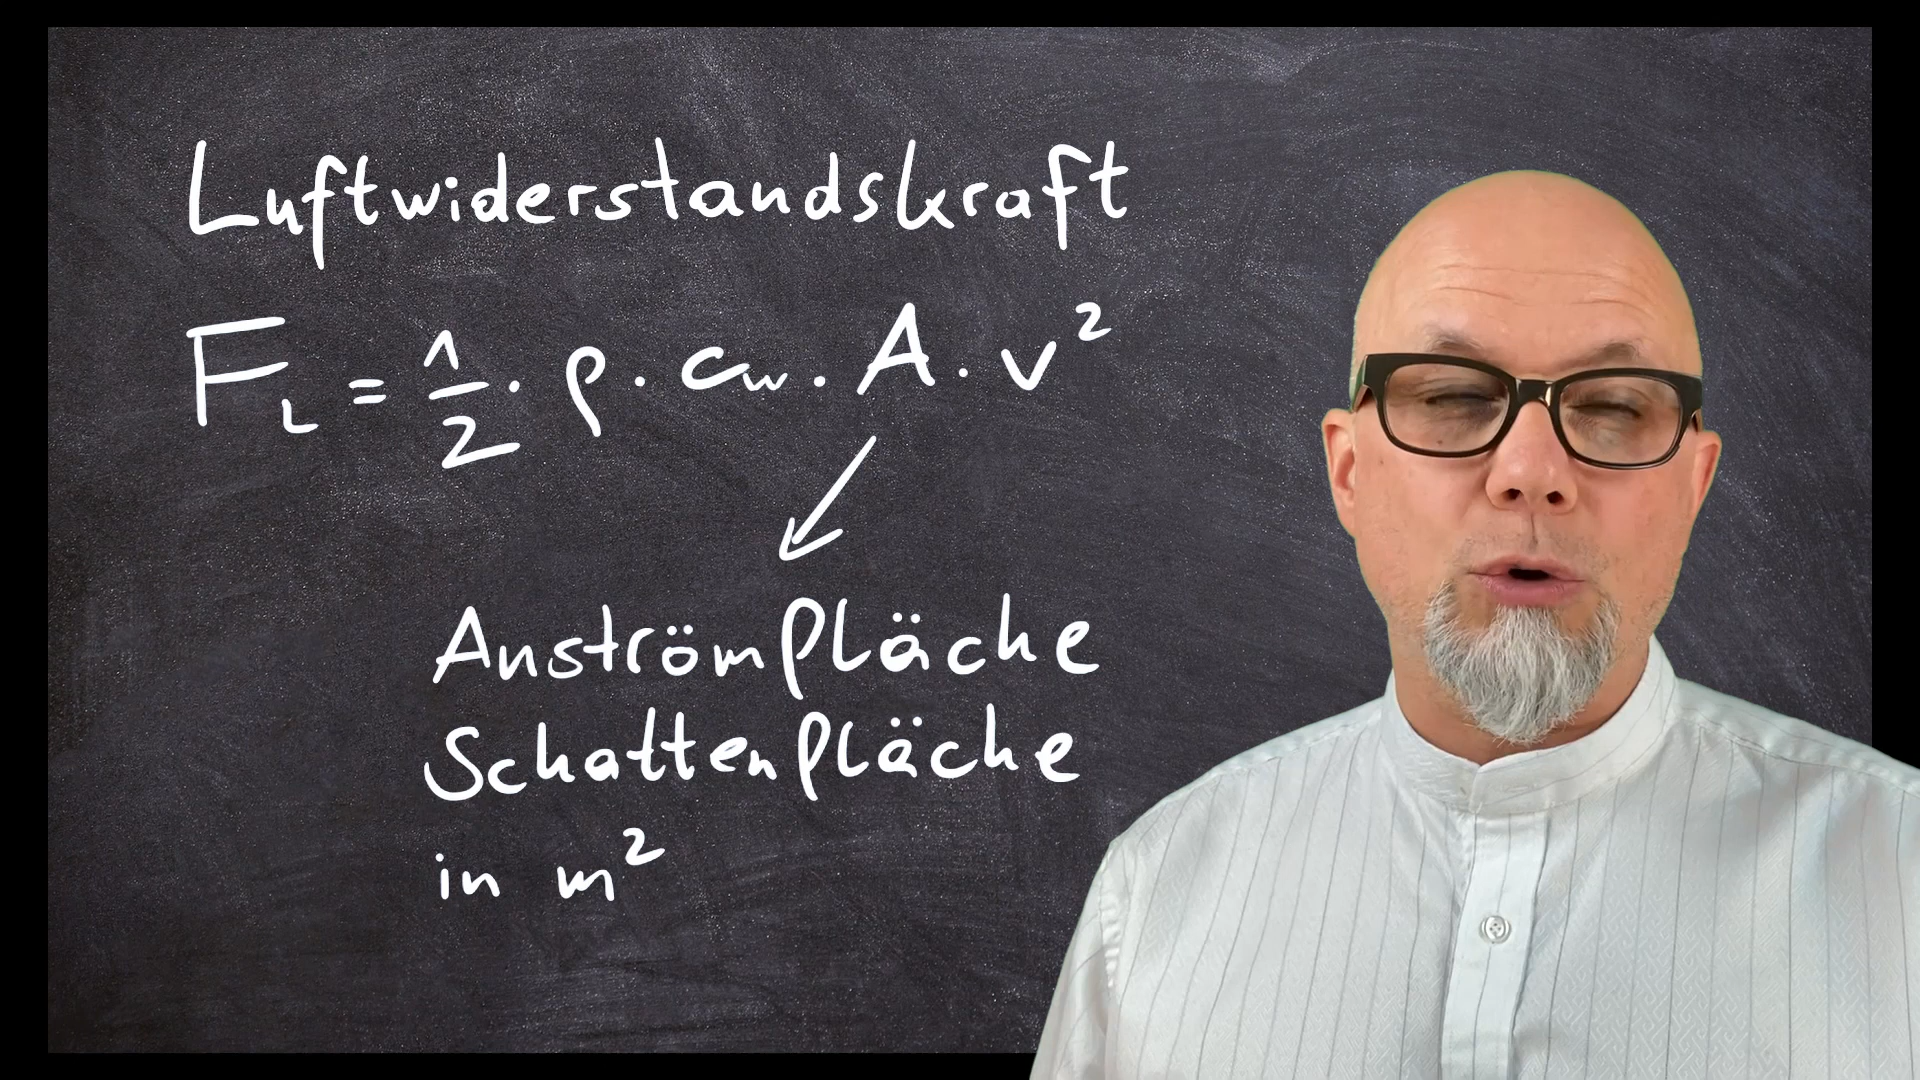 Luftwiderstandskraft
F_L = 1/2 · ρ · c_w · A · v²
Anströmfläche
Schattenfläche
in m²